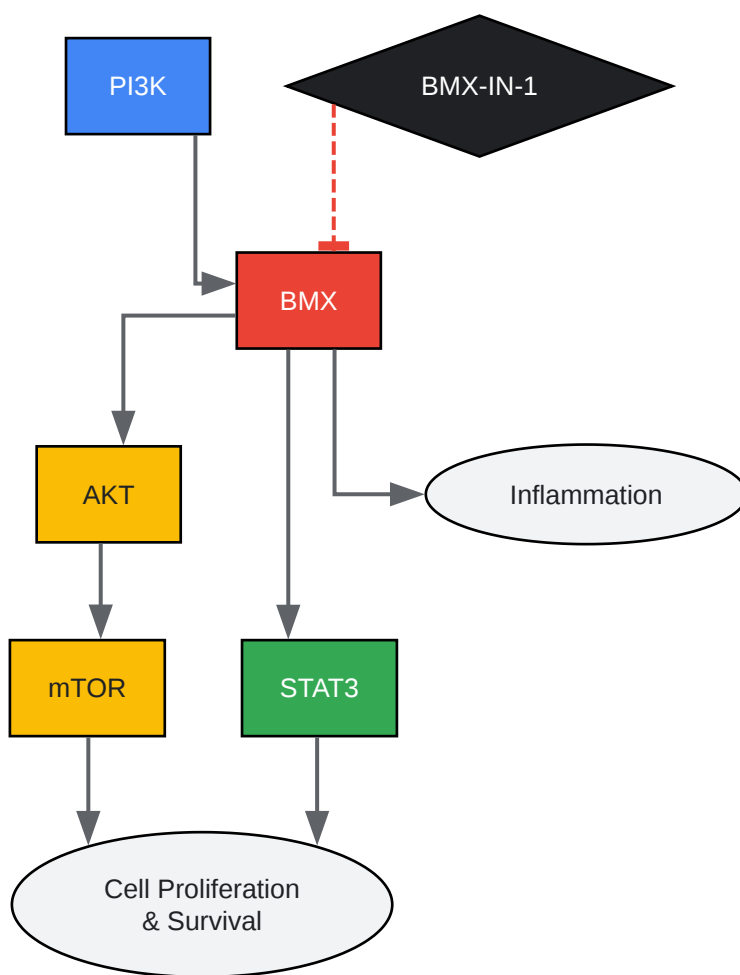 PI3K
BMX-IN-1
BMX
AKT
Inflammation
mTOR
STAT3
Cell Proliferation
& Survival